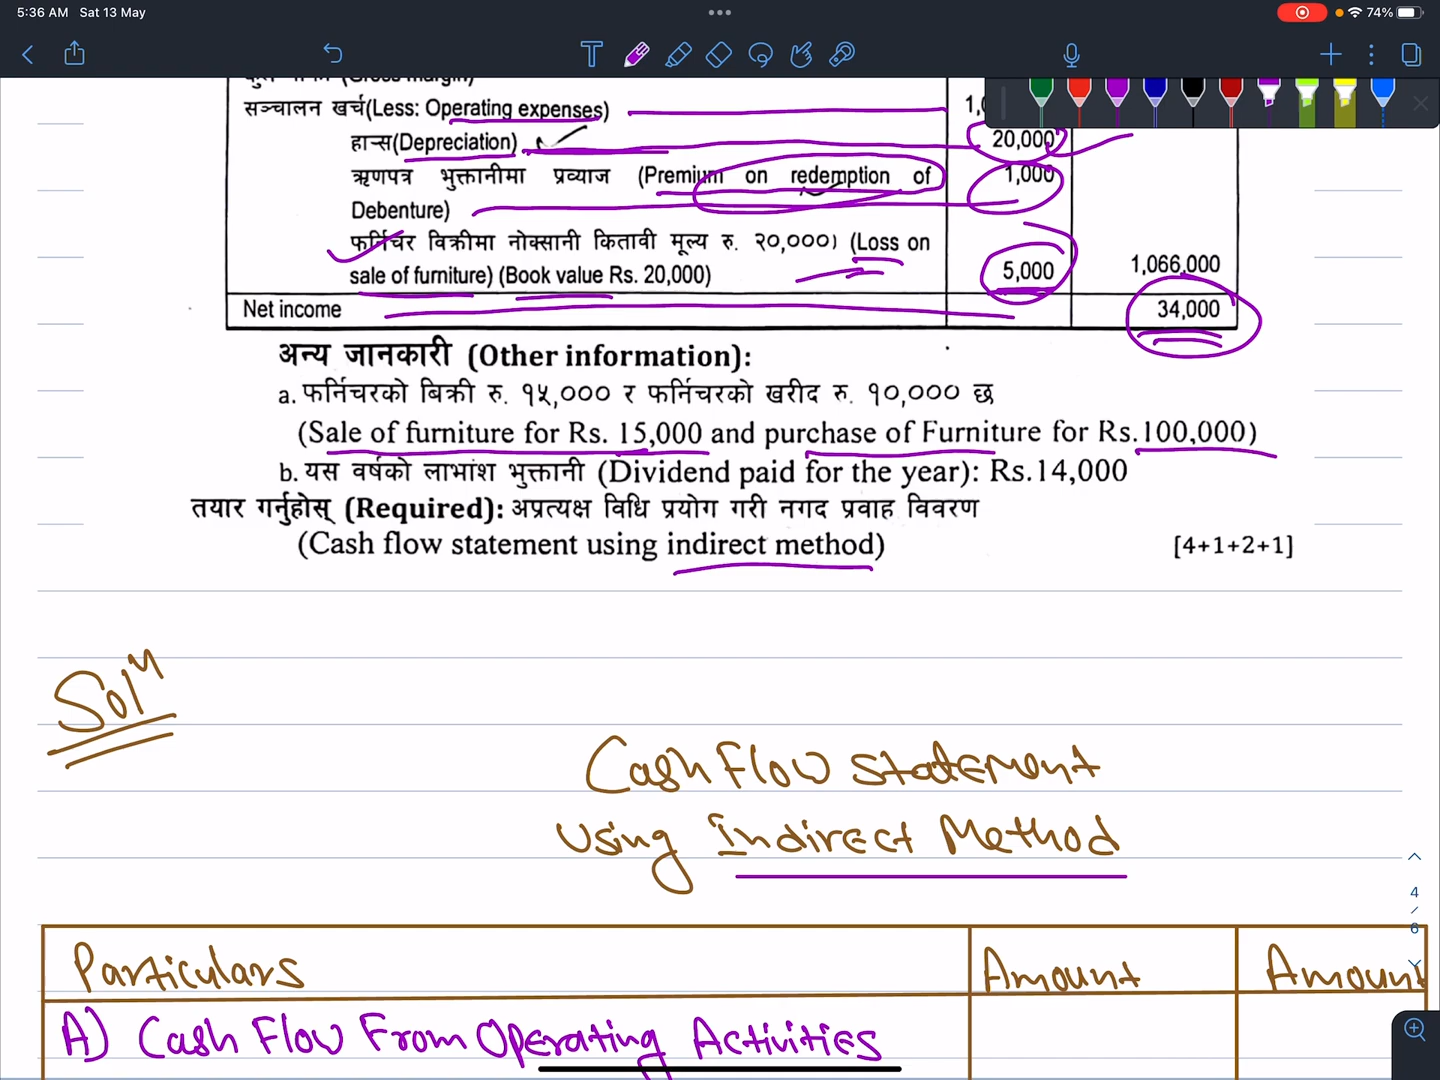 5:36 AM Sat 13 May
74%
(Gross margin)
सञ्चालन खर्च(Less: Operating expenses)
1,0
ह्रास(Depreciation)
20,000
ऋणपत्र भुक्तानीमा प्रव्याज (Premium on redemption of
1,000
Debenture)
फर्निचर विक्रीमा नोक्सानी कितावी मूल्य रु. २०,०००) (Loss on
sale of furniture) (Book value Rs. 20,000)
5,000
1,066,000
Net income
34,000
अन्य जानकारी (Other information):
a. फर्निचरको बिक्री रु. १५,००० र फर्निचरको खरीद रु. १०,००० छ
(Sale of furniture for Rs. 15,000 and purchase of Furniture for Rs.100,000)
b. यस वर्षको लाभांश भुक्तानी (Dividend paid for the year): Rs.14,000
तयार गर्नुहोस् (Required): अप्रत्यक्ष विधि प्रयोग गरी नगद प्रवाह विवरण
(Cash flow statement using indirect method)
[4+1+2+1]
Solⁿ
Cash Flow Statement
Using Indirect Method
4
/
6
Particulars
Amount
Amount
A) Cash Flow From Operating Activities